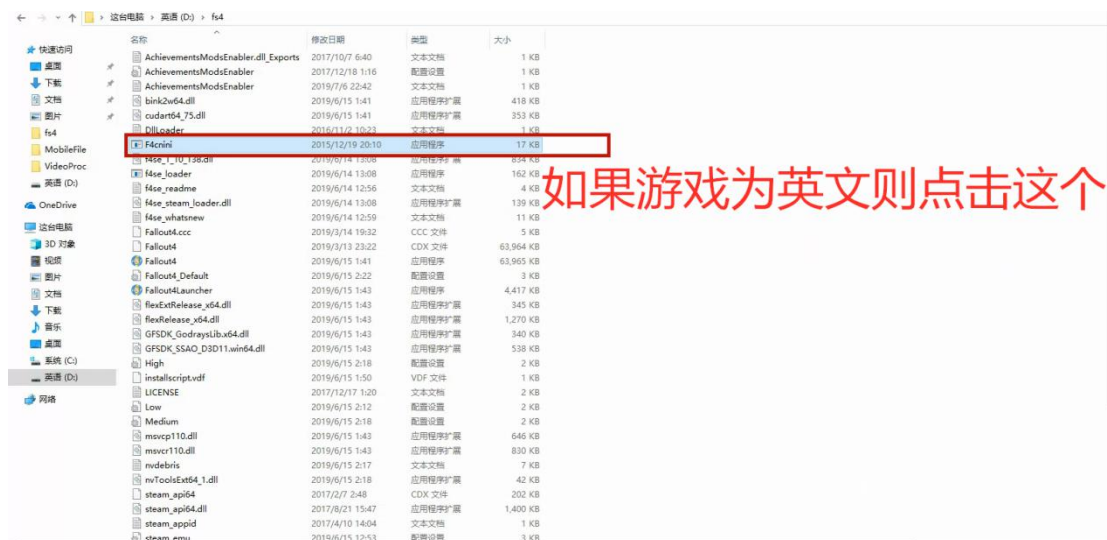 这台电脑 › 英语 (D:) › fs4
名称 修改日期 类型 大小
快速访问
桌面
下载
文档
图片
fs4
MobileFile
VideoProc
英语 (D:)
OneDrive
这台电脑
3D 对象
视频
图片
文档
下载
音乐
桌面
系统 (C:)
英语 (D:)
网络
AchievementsModsEnabler.dll_Exports 2017/10/7 6:40 文本文档 1 KB
AchievementsModsEnabler 2017/12/18 1:16 配置设置 1 KB
AchievementsModsEnabler 2019/7/6 22:42 文本文档 1 KB
bink2w64.dll 2019/6/15 1:41 应用程序扩展 418 KB
cudart64_75.dll 2019/6/15 1:41 应用程序扩展 353 KB
DllLoader 2016/11/2 10:23 文本文档 1 KB
F4cnini 2015/12/19 20:10 应用程序 17 KB
f4se_1_10_138.dll 2019/6/14 13:08 应用程序扩展 834 KB
f4se_loader 2019/6/14 13:08 应用程序 162 KB
f4se_readme 2019/6/14 12:56 文本文档 4 KB
f4se_steam_loader.dll 2019/6/14 13:08 应用程序扩展 139 KB
f4se_whatsnew 2019/6/14 12:59 文本文档 11 KB
Fallout4.ccc 2019/3/14 19:32 CCC 文件 5 KB
Fallout4 2019/3/13 23:22 CDX 文件 63,964 KB
Fallout4 2019/6/15 1:41 应用程序 63,965 KB
Fallout4_Default 2019/6/15 2:22 配置设置 3 KB
Fallout4Launcher 2019/6/15 1:43 应用程序 4,417 KB
flexExtRelease_x64.dll 2019/6/15 1:43 应用程序扩展 345 KB
flexRelease_x64.dll 2019/6/15 1:43 应用程序扩展 1,270 KB
GFSDK_GodraysLib.x64.dll 2019/6/15 1:43 应用程序扩展 340 KB
GFSDK_SSAO_D3D11.win64.dll 2019/6/15 1:43 应用程序扩展 538 KB
High 2019/6/15 2:18 配置设置 2 KB
installscript.vdf 2019/6/15 1:50 VDF 文件 1 KB
LICENSE 2017/12/17 1:20 文本文档 2 KB
Low 2019/6/15 2:12 配置设置 2 KB
Medium 2019/6/15 2:18 配置设置 2 KB
msvcp110.dll 2019/6/15 1:43 应用程序扩展 646 KB
msvcr110.dll 2019/6/15 1:43 应用程序扩展 830 KB
nvdebris 2019/6/15 2:17 文本文档 7 KB
nvToolsExt64_1.dll 2019/6/15 2:18 应用程序扩展 42 KB
steam_api64 2017/2/7 2:48 CDX 文件 202 KB
steam_api64.dll 2017/8/21 15:47 应用程序扩展 1,400 KB
steam_appid 2017/4/10 14:04 文本文档 1 KB
steam_emu 2019/6/15 12:53 配置设置 3 KB
如果游戏为英文则点击这个